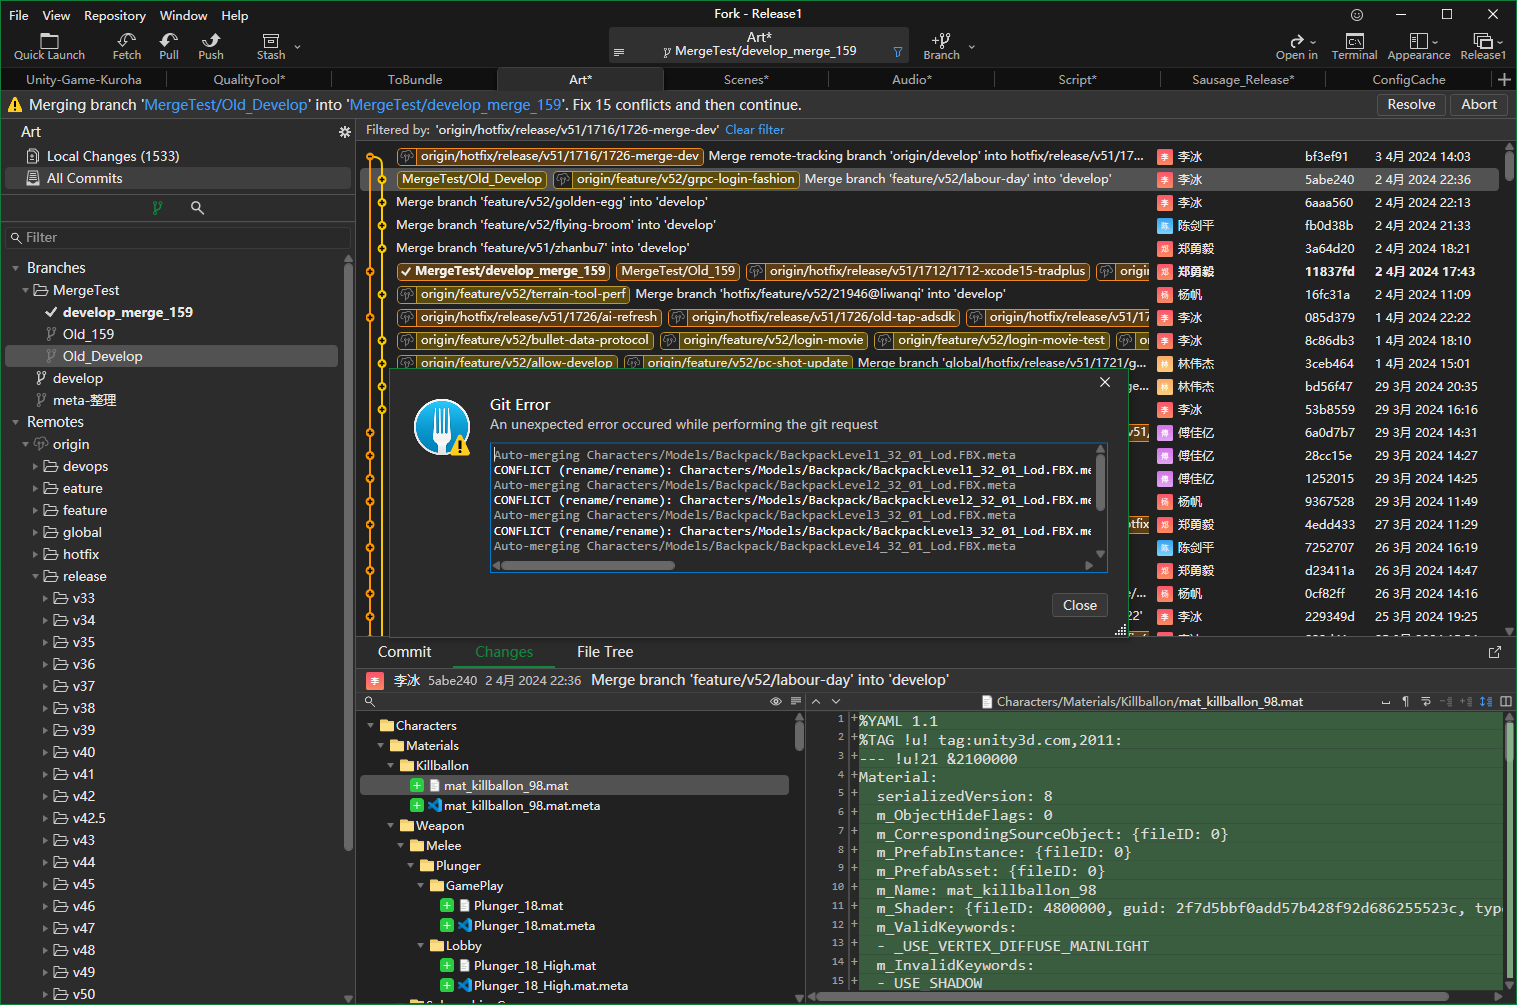 File View Repository Window Help
Fork - Release1
Quick Launch Fetch Pull Push Stash
Art*
MergeTest/develop_merge_159
Branch
Open in Terminal Appearance Release1
Unity-Game-Kuroha QualityTool* ToBundle Art* Scenes* Audio* Script* Sausage_Release* ConfigCache
Merging branch 'MergeTest/Old_Develop' into 'MergeTest/develop_merge_159'. Fix 15 conflicts and then continue.
Resolve Abort
Art
Local Changes (1533)
All Commits
Filter
Branches
MergeTest
develop_merge_159
Old_159
Old_Develop
develop
meta-整理
Remotes
origin
devops
eature
feature
global
hotfix
release
v33
v34
v35
v36
v37
v38
v39
v40
v41
v42
v42.5
v43
v44
v45
v46
v47
v48
v49
v50
Filtered by: 'origin/hotfix/release/v51/1716/1726-merge-dev' Clear filter
origin/hotfix/release/v51/1716/1726-merge-dev Merge remote-tracking branch 'origin/develop' into hotfix/release/v51/17... 李 李冰 bf3ef91 3 4月 2024 14:03
MergeTest/Old_Develop origin/feature/v52/grpc-login-fashion Merge branch 'feature/v52/labour-day' into 'develop' 李 李冰 5abe240 2 4月 2024 22:36
Merge branch 'feature/v52/golden-egg' into 'develop' 李 李冰 6aaa560 2 4月 2024 22:13
Merge branch 'feature/v52/flying-broom' into 'develop' 陈 陈剑平 fb0d38b 2 4月 2024 21:33
Merge branch 'feature/v51/zhanbu7' into 'develop' 郑 郑勇毅 3a64d20 2 4月 2024 18:21
MergeTest/develop_merge_159 MergeTest/Old_159 origin/hotfix/release/v51/1712/1712-xcode15-tradplus origi 郑 郑勇毅 11837fd 2 4月 2024 17:43
origin/feature/v52/terrain-tool-perf Merge branch 'hotfix/feature/v52/21946@liwanqi' into 'develop' 杨 杨帆 16fc31a 2 4月 2024 11:09
origin/hotfix/release/v51/1726/ai-refresh origin/hotfix/release/v51/1726/old-tap-adsdk origin/hotfix/release/v51/17 李 李冰 085d379 1 4月 2024 22:22
origin/feature/v52/bullet-data-protocol origin/feature/v52/login-movie origin/feature/v52/login-movie-test o 李 李冰 8c86db3 1 4月 2024 18:10
origin/feature/v52/allow-develop origin/feature/v52/pc-shot-update Merge branch 'global/hotfix/release/v51/1721/g... 林 林伟杰 3ceb464 1 4月 2024 15:01
ge... 林 林伟杰 bd56f47 29 3月 2024 20:35
李 李冰 53b8559 29 3月 2024 16:16
v51/ 傅 傅佳亿 6a0d7b7 29 3月 2024 14:31
傅 傅佳亿 28cc15e 29 3月 2024 14:27
傅 傅佳亿 1252015 29 3月 2024 14:25
杨 杨帆 9367528 29 3月 2024 11:49
otfix 郑 郑勇毅 4edd433 27 3月 2024 11:29
陈 陈剑平 7252707 26 3月 2024 16:19
郑 郑勇毅 d23411a 26 3月 2024 14:47
e/... 杨 杨帆 0cf82ff 26 3月 2024 14:16
22' 李 李冰 229349d 25 3月 2024 19:25
Git Error
An unexpected error occured while performing the git request
Auto-merging Characters/Models/Backpack/BackpackLevel1_32_01_Lod.FBX.meta
CONFLICT (rename/rename): Characters/Models/Backpack/BackpackLevel1_32_01_Lod.FBX.me
Auto-merging Characters/Models/Backpack/BackpackLevel2_32_01_Lod.FBX.meta
CONFLICT (rename/rename): Characters/Models/Backpack/BackpackLevel2_32_01_Lod.FBX.me
Auto-merging Characters/Models/Backpack/BackpackLevel3_32_01_Lod.FBX.meta
CONFLICT (rename/rename): Characters/Models/Backpack/BackpackLevel3_32_01_Lod.FBX.me
Auto-merging Characters/Models/Backpack/BackpackLevel4_32_01_Lod.FBX.meta
Close
Commit Changes File Tree
李 李冰 5abe240 2 4月 2024 22:36 Merge branch 'feature/v52/labour-day' into 'develop'
Characters
Materials
Killballon
mat_killballon_98.mat
mat_killballon_98.mat.meta
Weapon
Melee
Plunger
GamePlay
Plunger_18.mat
Plunger_18.mat.meta
Lobby
Plunger_18_High.mat
Plunger_18_High.mat.meta
Characters/Materials/Killballon/mat_killballon_98.mat
1 +%YAML 1.1
2 +%TAG !u! tag:unity3d.com,2011:
3 +--- !u!21 &2100000
4 +Material:
5 + serializedVersion: 8
6 + m_ObjectHideFlags: 0
7 + m_CorrespondingSourceObject: {fileID: 0}
8 + m_PrefabInstance: {fileID: 0}
9 + m_PrefabAsset: {fileID: 0}
10 + m_Name: mat_killballon_98
11 + m_Shader: {fileID: 4800000, guid: 2f7d5bbf0add57b428f92d686255523c, typ
12 + m_ValidKeywords:
13 + - _USE_VERTEX_DIFFUSE_MAINLIGHT
14 + m_InvalidKeywords:
15 + - USE_SHADOW